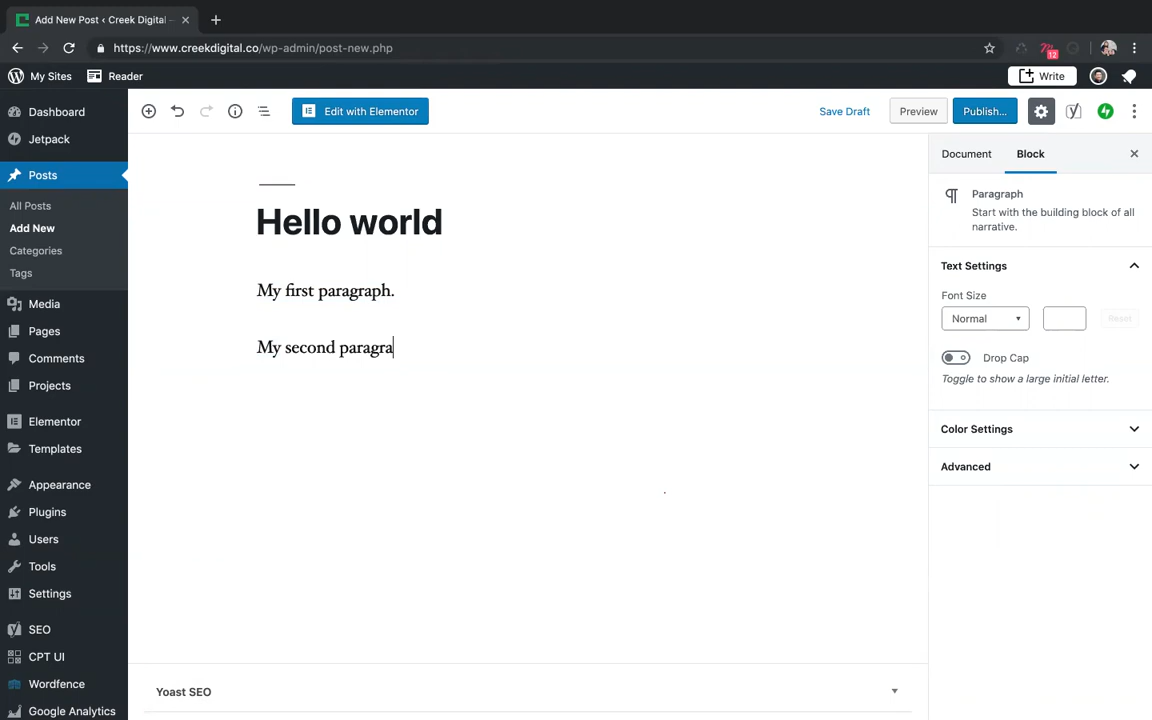 Add New Post ‹ Creek Digital –
https://www.creekdigital.co/wp-admin/post-new.php
12
My Sites
Reader
Write
Dashboard
Jetpack
Posts
All Posts
Add New
Categories
Tags
Media
Pages
Comments
Projects
Elementor
Templates
Appearance
Plugins
Users
Tools
Settings
SEO
CPT UI
Wordfence
Google Analytics
Edit with Elementor
Save Draft
Preview
Publish...
Hello world
My first paragraph.
My second paragra
Yoast SEO
Document
Block
Paragraph
Start with the building block of all
narrative.
Text Settings
Font Size
Normal
Reset
Drop Cap
Toggle to show a large initial letter.
Color Settings
Advanced